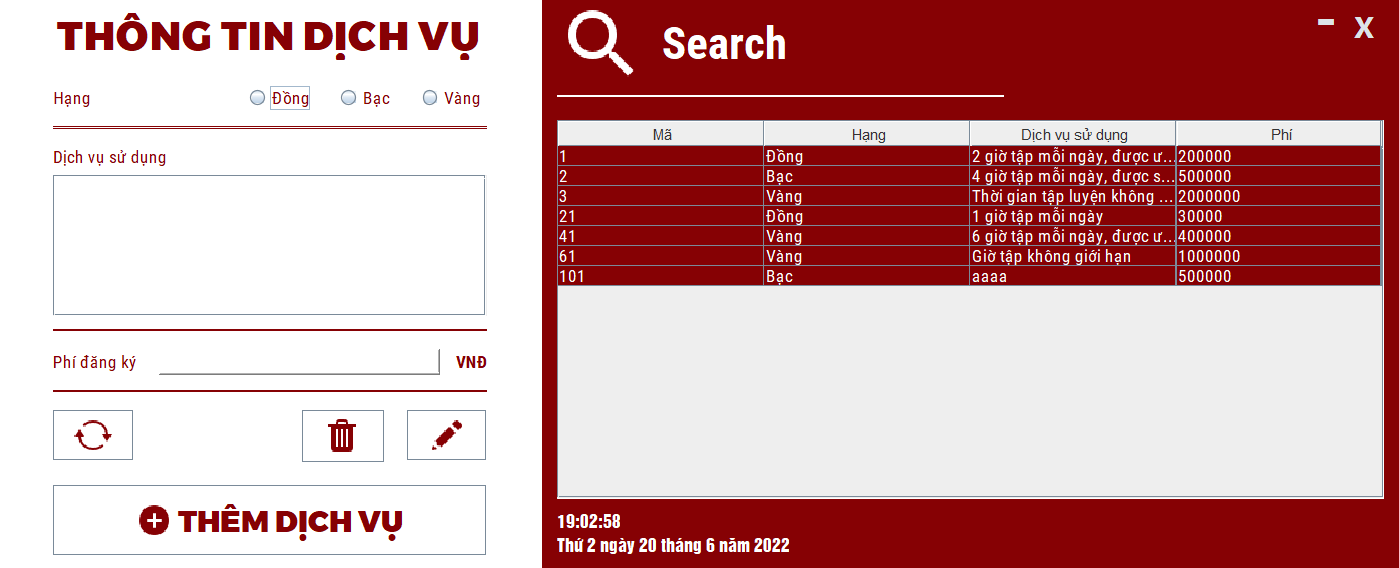 THÔNG TIN DỊCH VỤ
Hạng Đồng Bạc Vàng
Dịch vụ sử dụng
Phí đăng ký VNĐ
THÊM DỊCH VỤ
Search
- X
Mã Hạng Dịch vụ sử dụng Phí
1 Đồng 2 giờ tập mỗi ngày, được ư... 200000
2 Bạc 4 giờ tập mỗi ngày, được s... 500000
3 Vàng Thời gian tập luyện không ... 2000000
21 Đồng 1 giờ tập mỗi ngày 30000
41 Vàng 6 giờ tập mỗi ngày, được ư... 400000
61 Vàng Giờ tập không giới hạn 1000000
101 Bạc aaaa 500000
19:02:58
Thứ 2 ngày 20 tháng 6 năm 2022